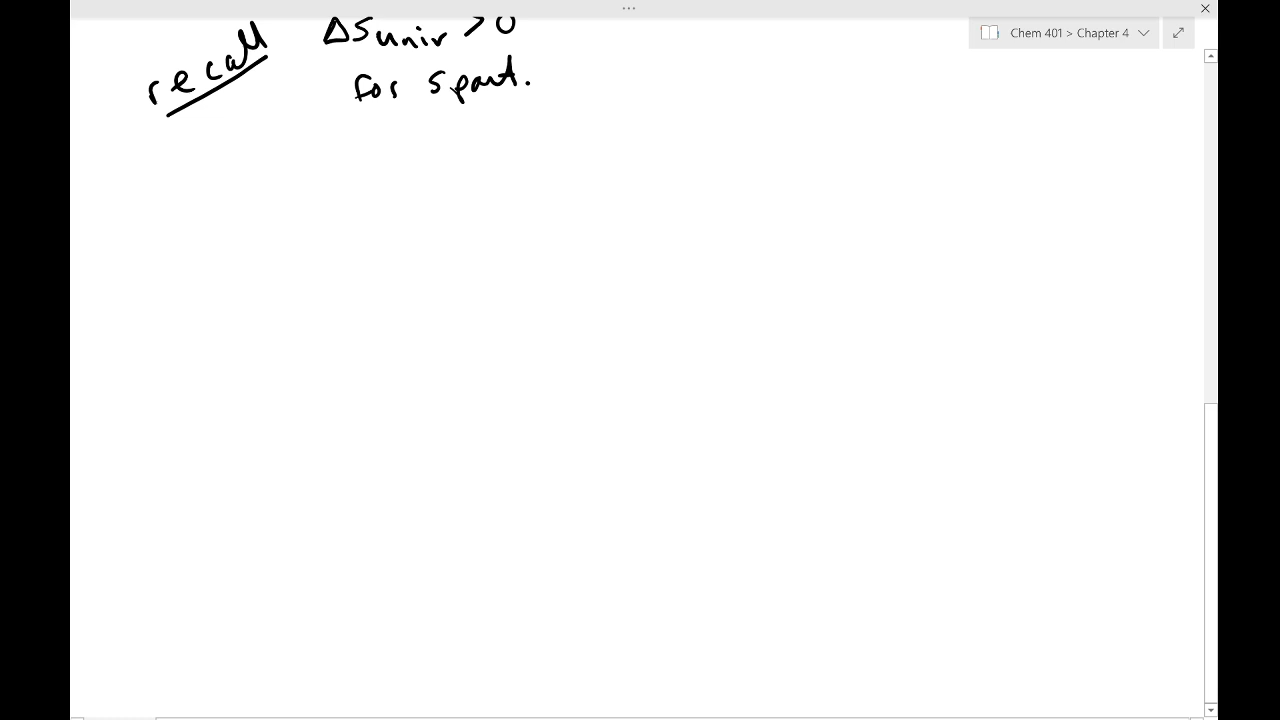 Chem 401 > Chapter 4
recall ΔSuniv > 0
for spont.